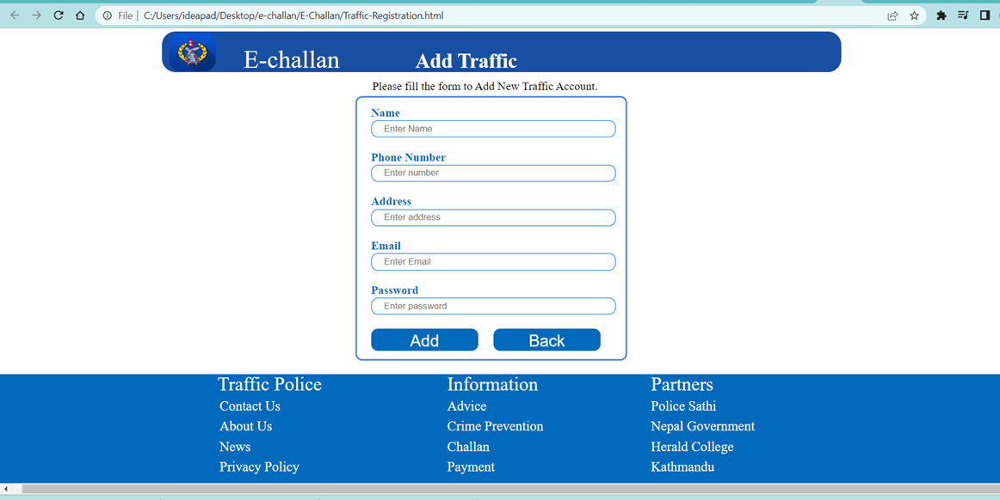 File | C:/Users/ideapad/Desktop/e-challan/E-Challan/Traffic-Registration.html
E-challan Add Traffic
Please fill the form to Add New Traffic Account.
Name
Enter Name
Phone Number
Enter number
Address
Enter address
Email
Enter Email
Password
Enter password
Add Back
Traffic Police Information Partners
Contact Us Advice Police Sathi
About Us Crime Prevention Nepal Government
News Challan Herald College
Privacy Policy Payment Kathmandu